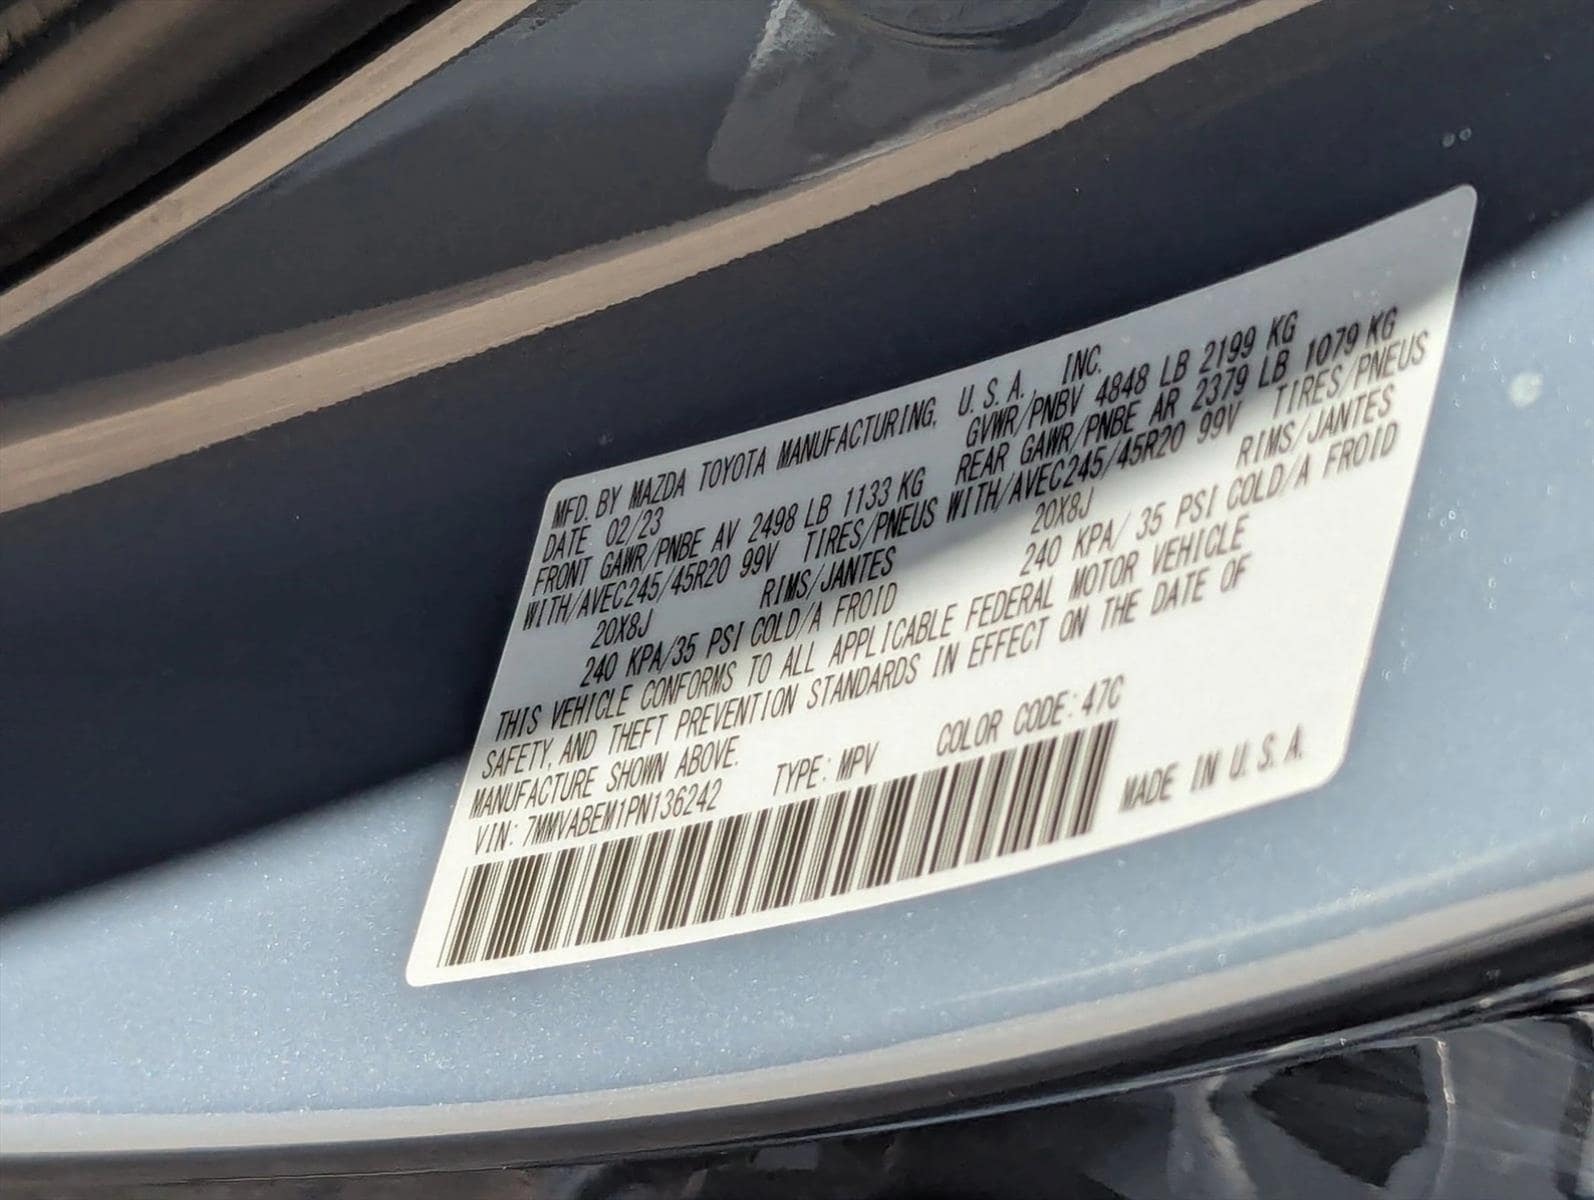 MFD. BY MAZDA TOYOTA MANUFACTURING, U.S.A., INC.
DATE 02/23 GVWR/PNBV 4848 LB 2199 KG
FRONT GAWR/PNBE AV 2498 LB 1133 KG REAR GAWR/PNBE AR 2379 LB 1079 KG
WITH/AVEC245/45R20 99V TIRES/PNEUS WITH/AVEC245/45R20 99V TIRES/PNEUS
20X8J RIMS/JANTES 20X8J RIMS/JANTES
240 KPA/35 PSI COLD/A FROID 240 KPA/ 35 PSI COLD/A FROID
THIS VEHICLE CONFORMS TO ALL APPLICABLE FEDERAL MOTOR VEHICLE
SAFETY, AND THEFT PREVENTION STANDARDS IN EFFECT ON THE DATE OF
MANUFACTURE SHOWN ABOVE.
VIN: 7MMVABEM1PN136242 TYPE: MPV COLOR CODE: 47C
MADE IN U.S.A.